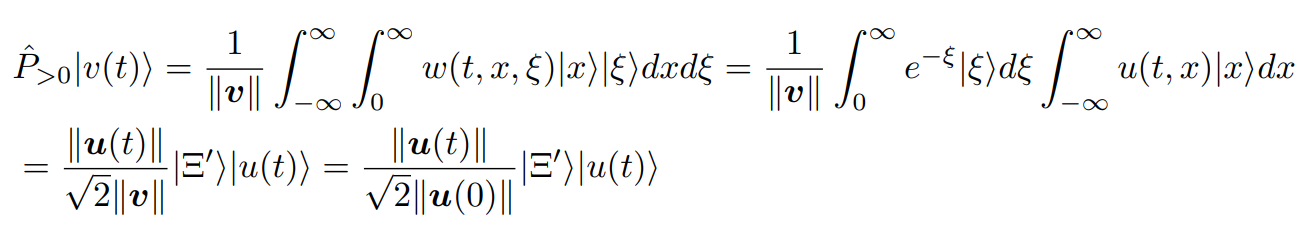 $\hat{P}_{>0}|v(t)\rangle = \frac{1}{\|\boldsymbol{v}\|} \int_{-\infty}^{\infty} \int_{0}^{\infty} w(t,x,\xi)|x\rangle|\xi\rangle dxd\xi = \frac{1}{\|\boldsymbol{v}\|} \int_{0}^{\infty} e^{-\xi}|\xi\rangle d\xi \int_{-\infty}^{\infty} u(t,x)|x\rangle dx$
$= \frac{\|\boldsymbol{u}(t)\|}{\sqrt{2}\|\boldsymbol{v}\|}|\Xi'\rangle|u(t)\rangle = \frac{\|\boldsymbol{u}(t)\|}{\sqrt{2}\|\boldsymbol{u}(0)\|}|\Xi'\rangle|u(t)\rangle$